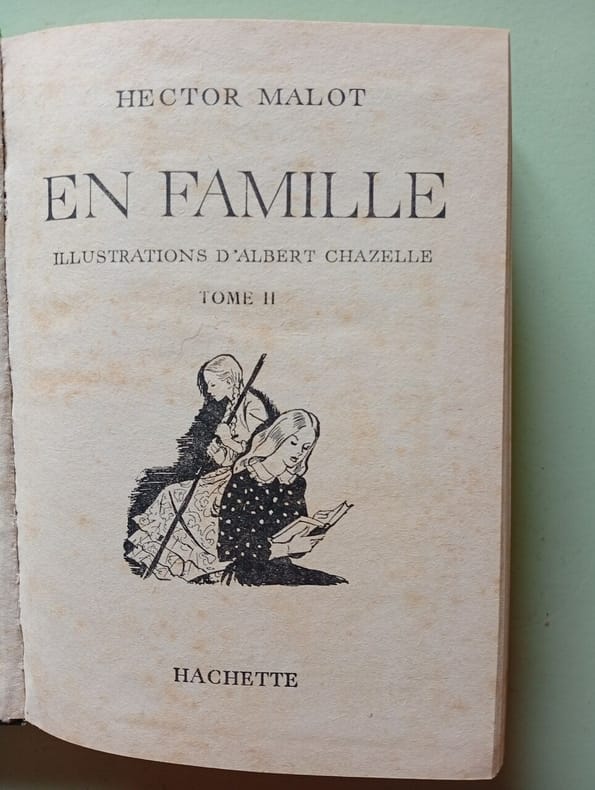 HECTOR MALOT
EN FAMILLE
ILLUSTRATIONS D'ALBERT CHAZELLE
TOME II
HACHETTE